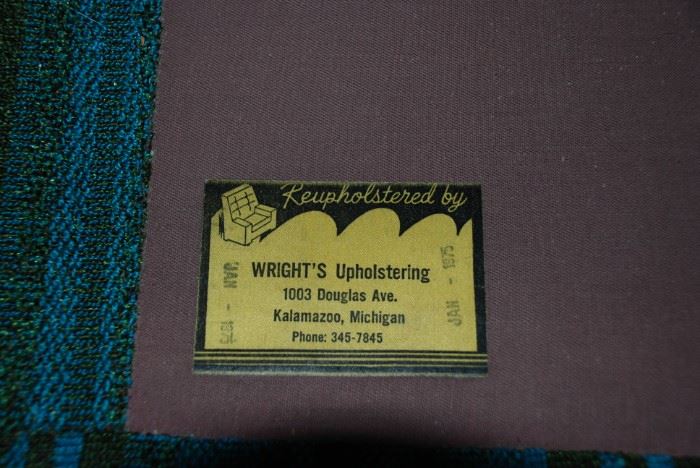 Reupholstered by
WRIGHT'S Upholstering
1003 Douglas Ave.
Kalamazoo, Michigan
Phone: 345-7845
JAN - 1975
JAN - 1975